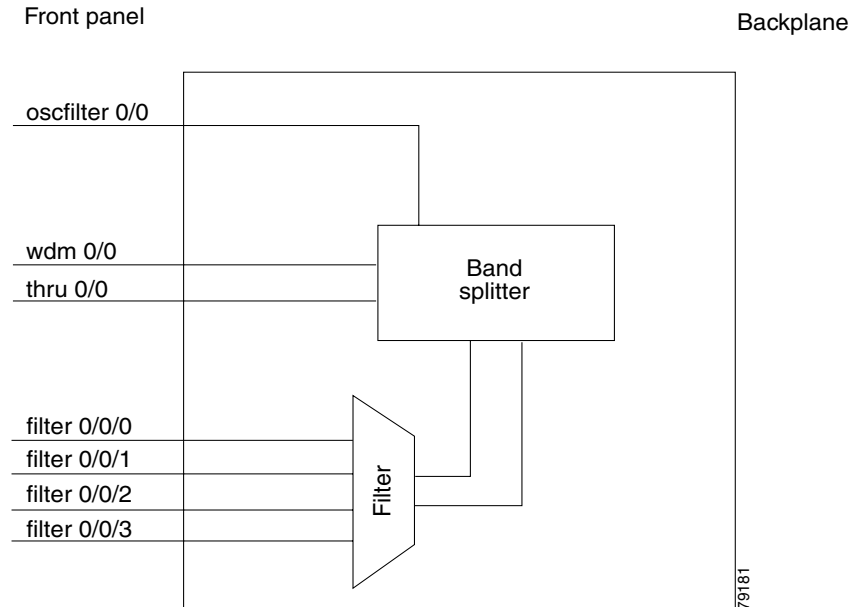 Front panel
Backplane
oscfilter 0/0
wdm 0/0
thru 0/0
Band
splitter
filter 0/0/0
filter 0/0/1
filter 0/0/2
filter 0/0/3
Filter
79181